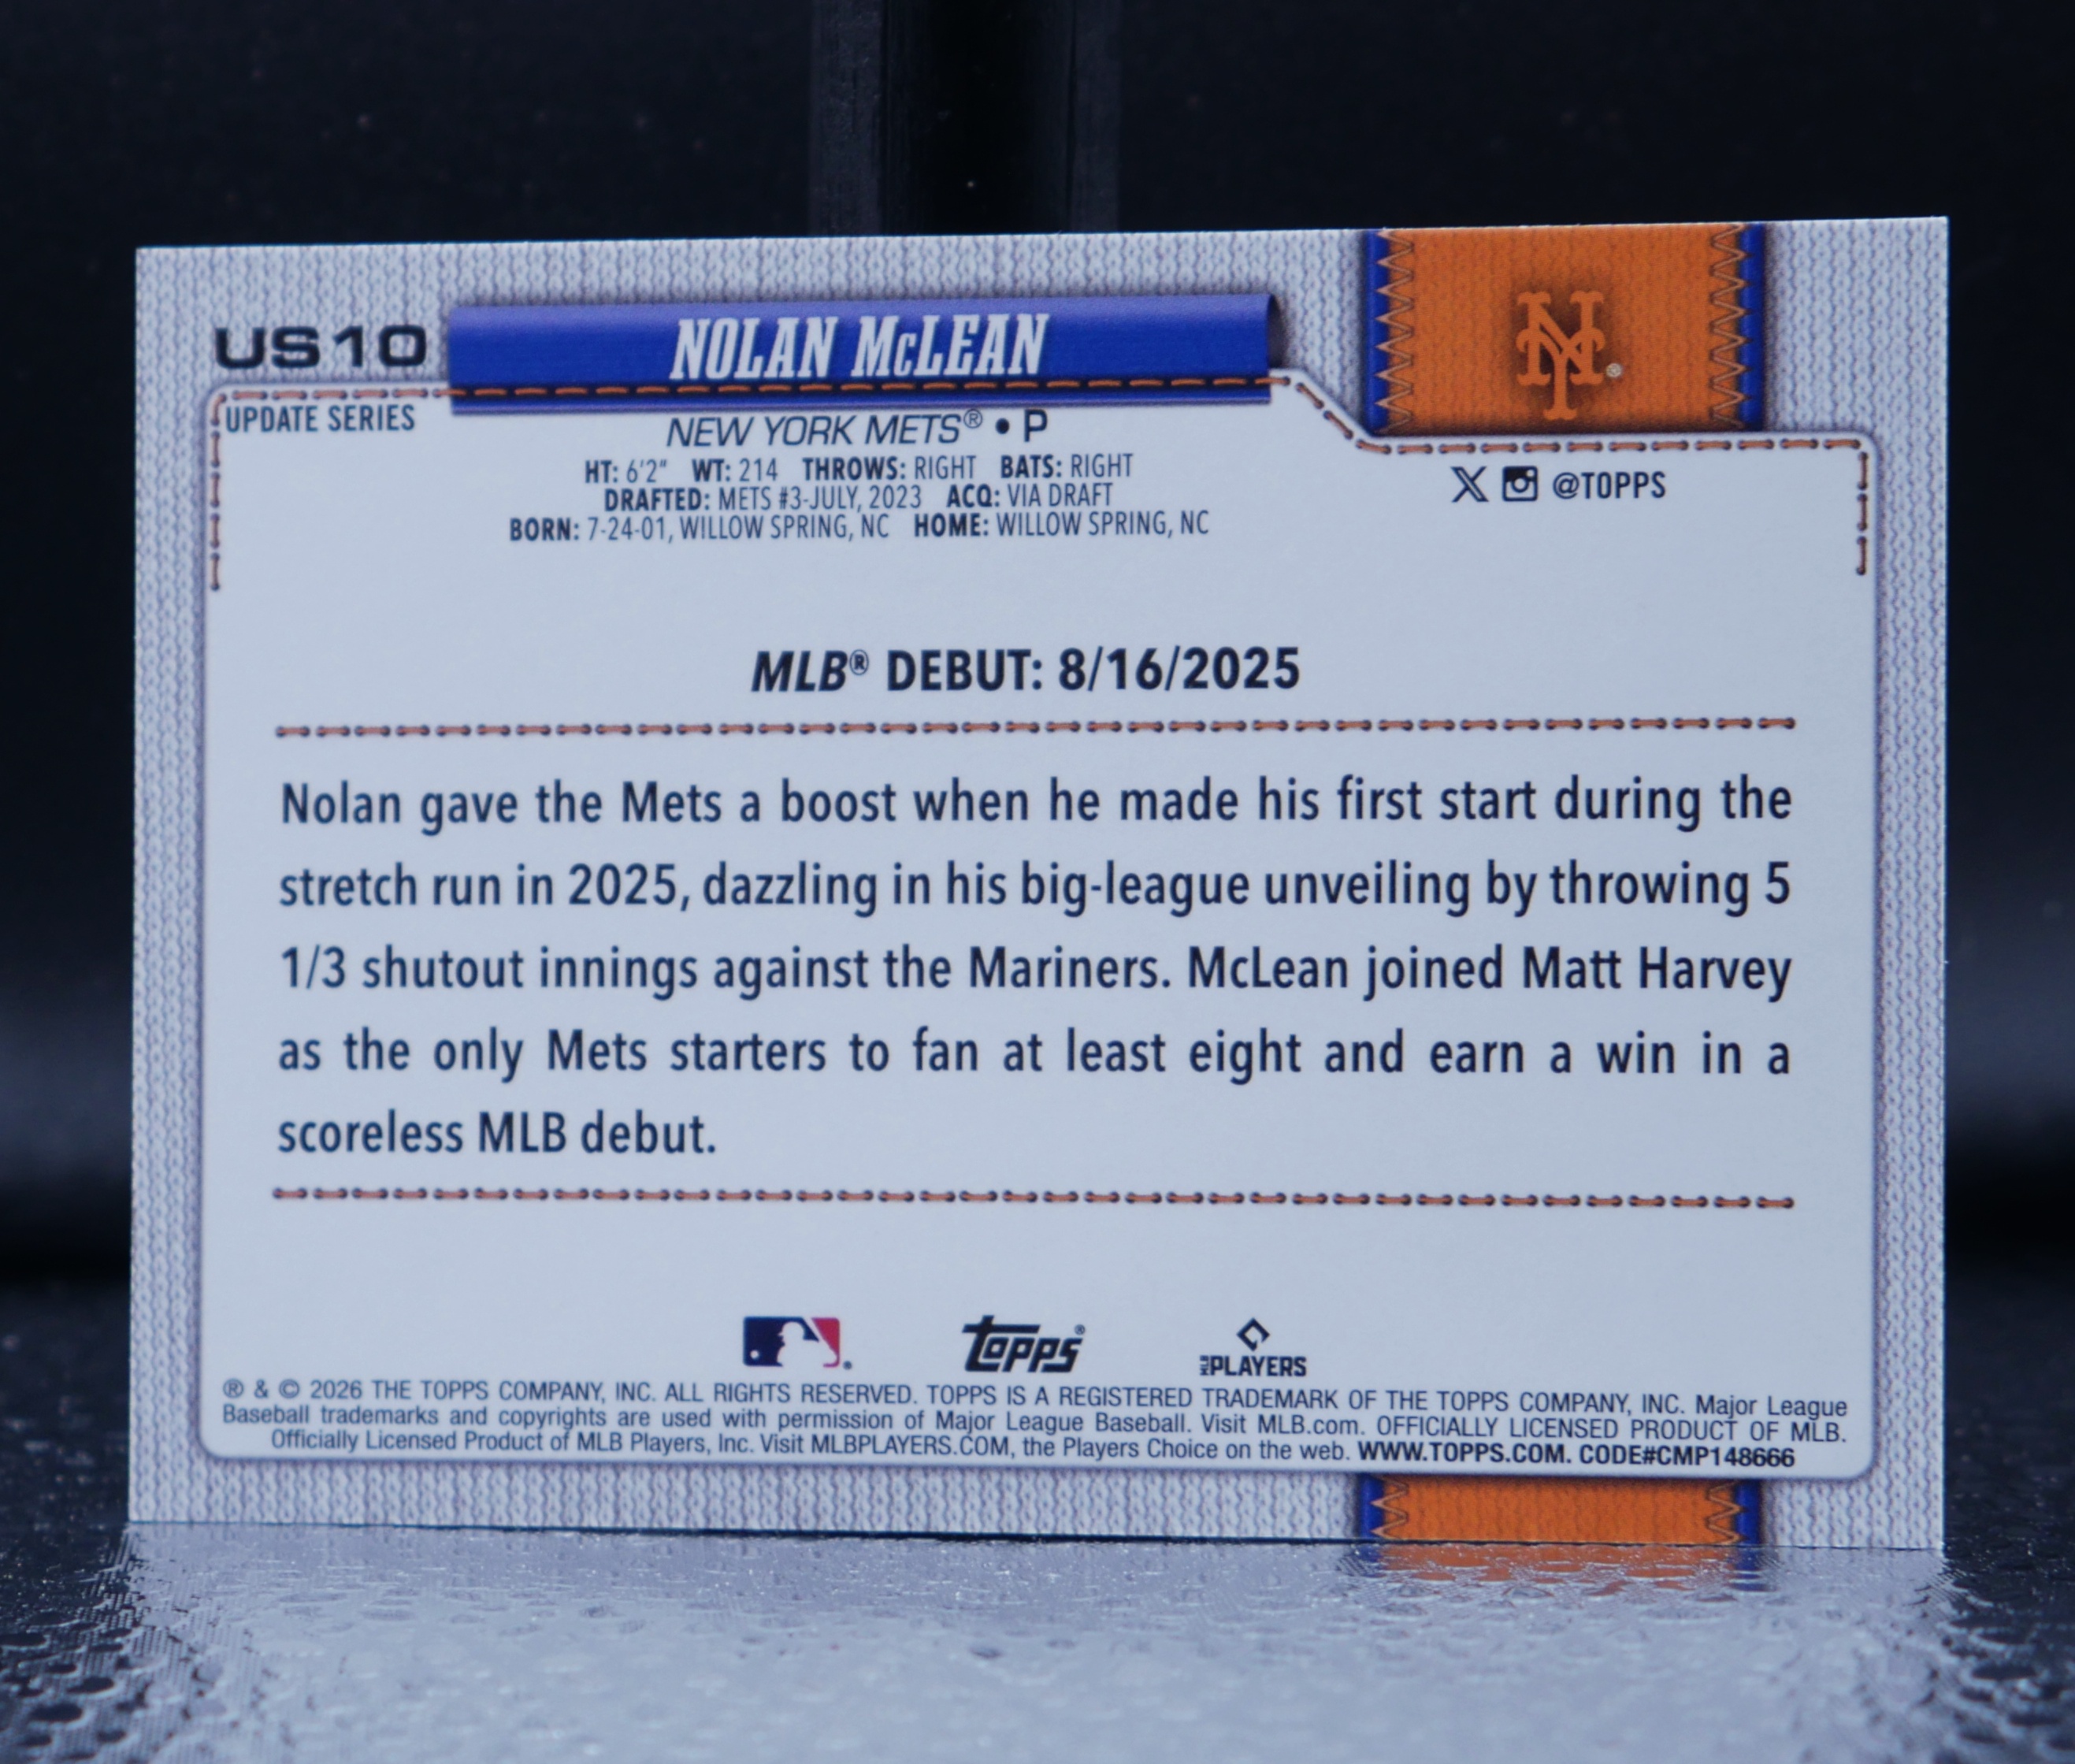 US10
NOLAN McLEAN
NY®
UPDATE SERIES
NEW YORK METS® • P
HT: 6'2" WT: 214 THROWS: RIGHT BATS: RIGHT
DRAFTED: METS #3-JULY, 2023 ACQ: VIA DRAFT
BORN: 7-24-01, WILLOW SPRING, NC HOME: WILLOW SPRING, NC
@TOPPS
MLB® DEBUT: 8/16/2025
Nolan gave the Mets a boost when he made his first start during the
stretch run in 2025, dazzling in his big-league unveiling by throwing 5
1/3 shutout innings against the Mariners. McLean joined Matt Harvey
as the only Mets starters to fan at least eight and earn a win in a
scoreless MLB debut.
Topps®
MLB PLAYERS
® & © 2026 THE TOPPS COMPANY, INC. ALL RIGHTS RESERVED. TOPPS IS A REGISTERED TRADEMARK OF THE TOPPS COMPANY, INC. Major League
Baseball trademarks and copyrights are used with permission of Major League Baseball. Visit MLB.com. OFFICIALLY LICENSED PRODUCT OF MLB.
Officially Licensed Product of MLB Players, Inc. Visit MLBPLAYERS.COM, the Players Choice on the web. WWW.TOPPS.COM. CODE#CMP148666